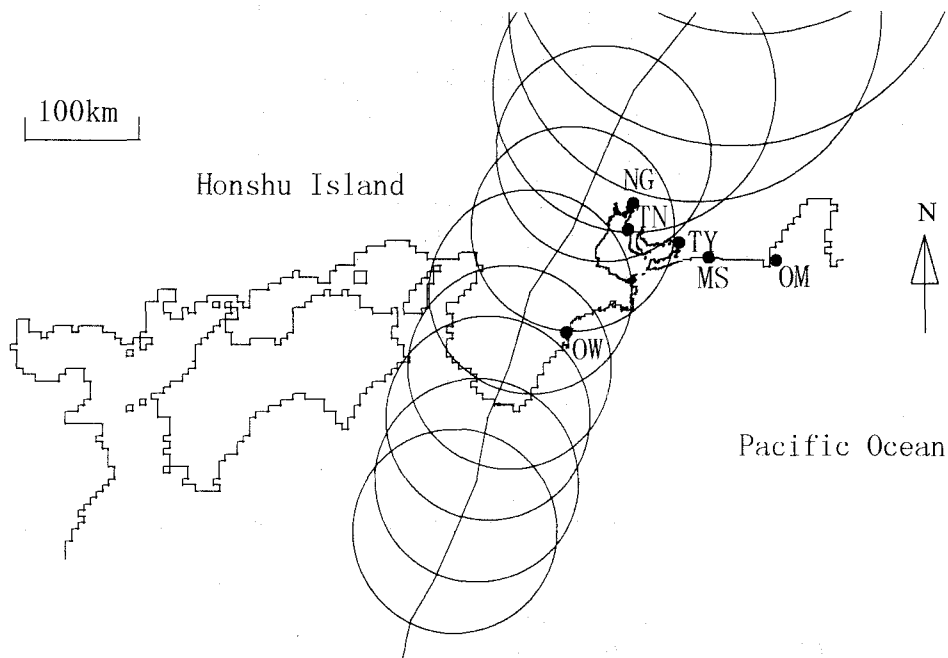 100km
Honshu Island
NG
TN
N
TY
MS
OM
OW
Pacific Ocean